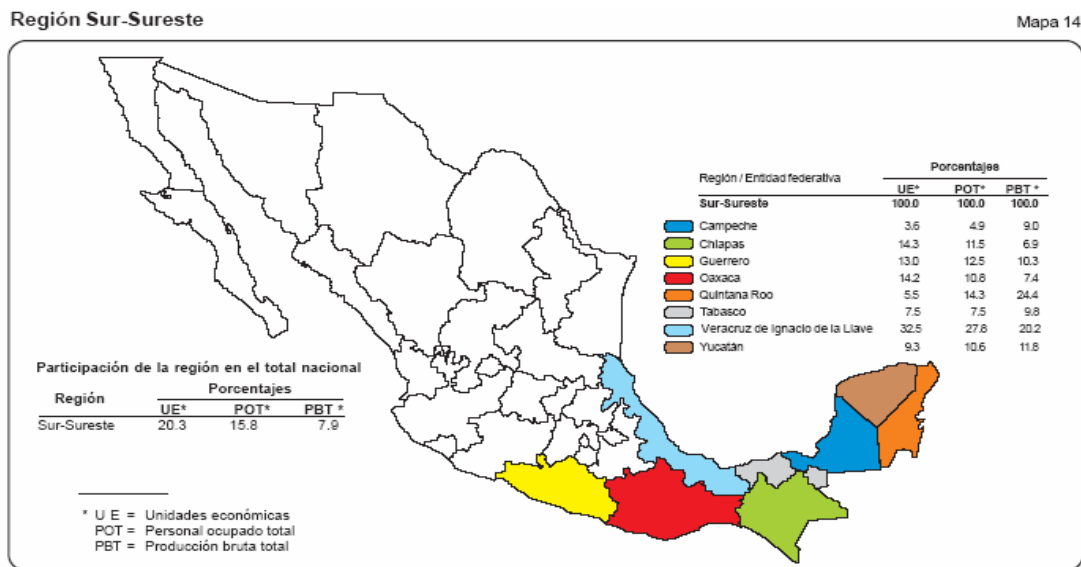 Región Sur-Sureste
Mapa 14
Porcentajes
Región / Entidad federativa
UE* POT* PBT *
Sur-Sureste 100.0 100.0 100.0
Campeche 3.6 4.9 9.0
Chiapas 14.3 11.5 6.9
Guerrero 13.0 12.5 10.3
Oaxaca 14.2 10.8 7.4
Quintana Roo 5.5 14.3 24.4
Tabasco 7.5 7.5 9.8
Veracruz de Ignacio de la Llave 32.5 27.8 20.2
Yucatán 9.3 10.6 11.8
Participación de la región en el total nacional
Porcentajes
Región
UE* POT* PBT *
Sur-Sureste 20.3 15.8 7.9
* U E = Unidades económicas
POT = Personal ocupado total
PBT = Producción bruta total